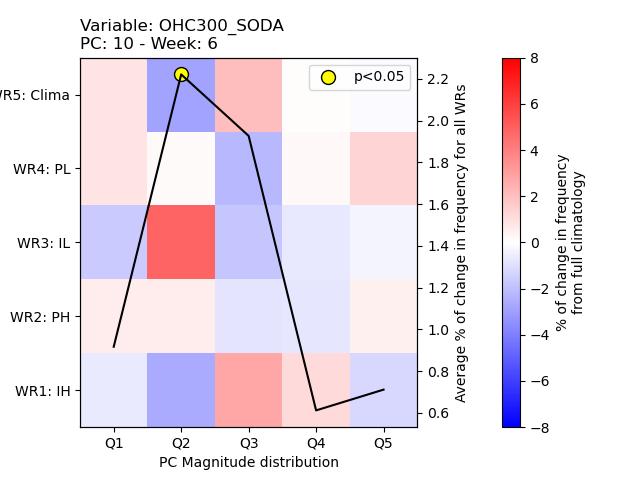 Variable: OHC300_SODA
PC: 10 - Week: 6
p<0.05
WR5: Clima
WR4: PL
WR3: IL
WR2: PH
WR1: IH
Q1 Q2 Q3 Q4 Q5
PC Magnitude distribution
2.2
2.0
1.8
1.6
1.4
1.2
1.0
0.8
0.6
Average % of change in frequency for all WRs
8
6
4
2
0
−2
−4
−6
−8
% of change in frequency
from full climatology